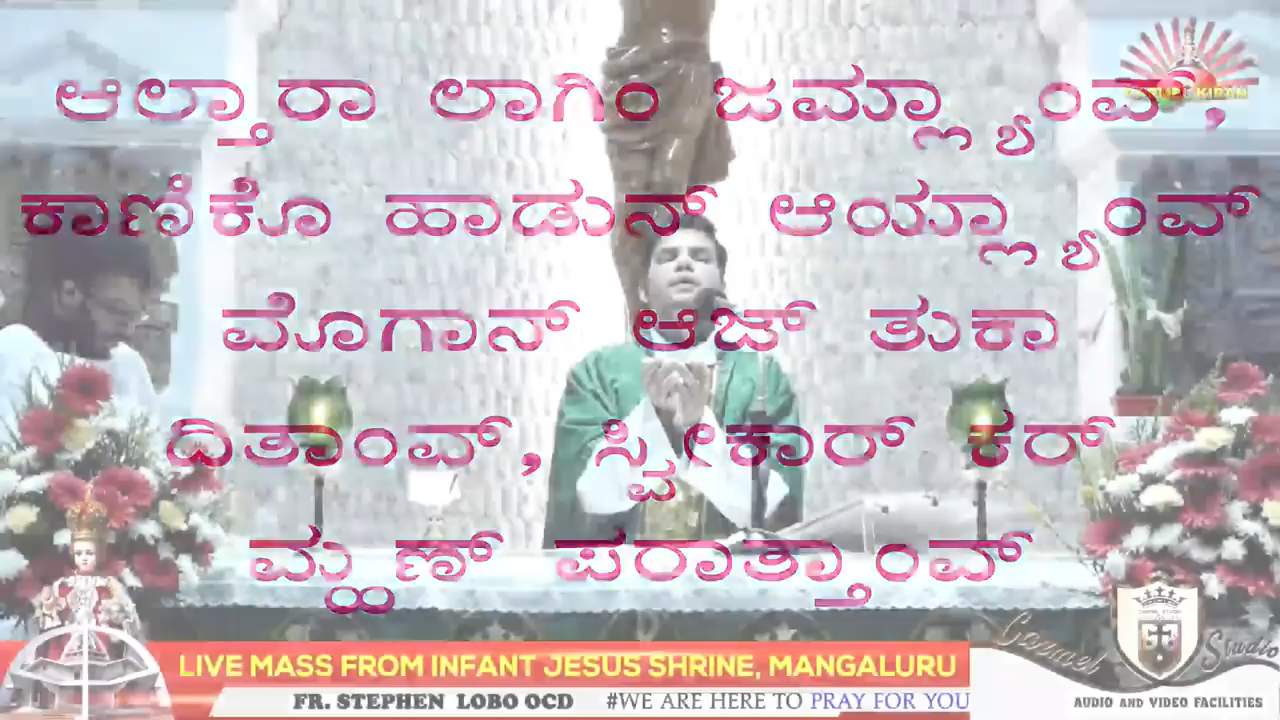 ಆಲ್ತಾರಾ ಲಾಗಿಂ ಜಮ್ಲ್ಯಾಂವ್,
ಕಾಣಿಕೊ ಹಾಡುನ್ ಆಯ್ಲ್ಯಾಂವ್
ಮೊಗಾನ್ ಆಜ್ ತುಕಾ
ಧಿತಾಂವ್, ಸ್ವೀಕಾರ್ ಕರ್
ಮ್ಹಣ್ ಪರಾತ್ತಾಂವ್
LIVE MASS FROM INFANT JESUS SHRINE, MANGALURU
FR. STEPHEN LOBO OCD #WE ARE HERE TO PRAY FOR YOU
Carmel Studio
AUDIO AND VIDEO FACILITIES